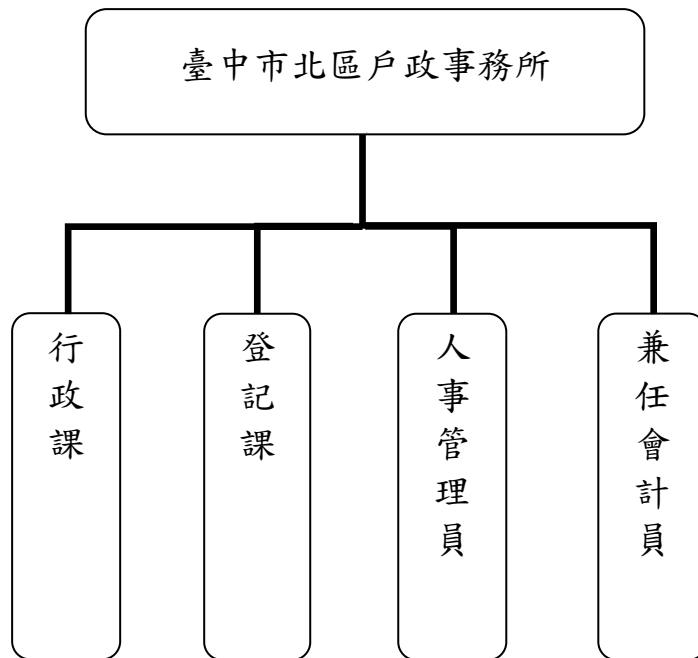 臺中市北區戶政事務所
行政課
登記課
人事管理員
兼任會計員